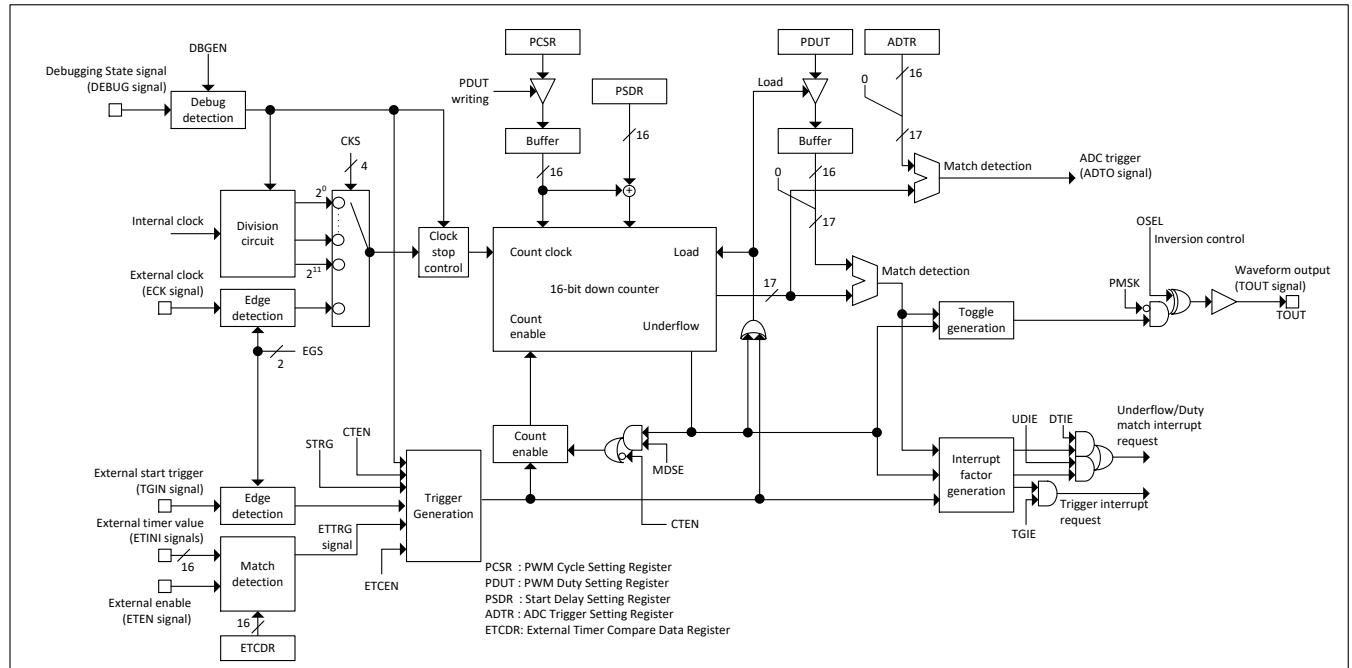 DBGEN
Debugging State signal
(DEBUG signal)
Debug
detection
PCSR
PDUT
writing
Buffer
16
PSDR
16
PDUT
Load
Buffer
16
0
17
ADTR
16
0
17
Match detection
ADC trigger
(ADTO signal)
CKS
4
Internal clock
Division
circuit
2^0
2^11
External clock
(ECK signal)
Edge
detection
EGS
2
Clock
stop
control
Count clock
Load
16-bit down counter
Count
enable
Underflow
17
Match detection
Toggle
generation
OSEL
Inversion control
PMSK
Waveform output
(TOUT signal)
TOUT
Count
enable
MDSE
CTEN
UDIE
DTIE
Underflow/Duty
match interrupt
request
Interrupt
factor
generation
TGIE
Trigger interrupt
request
CTEN
STRG
External start trigger
(TGIN signal)
Edge
detection
Trigger
Generation
External timer value
(ETINI signals)
16
ETTRG
signal
Match
detection
ETCEN
External enable
(ETEN signal)
16
ETCDR
PCSR : PWM Cycle Setting Register
PDUT : PWM Duty Setting Register
PSDR : Start Delay Setting Register
ADTR : ADC Trigger Setting Register
ETCDR: External Timer Compare Data Register